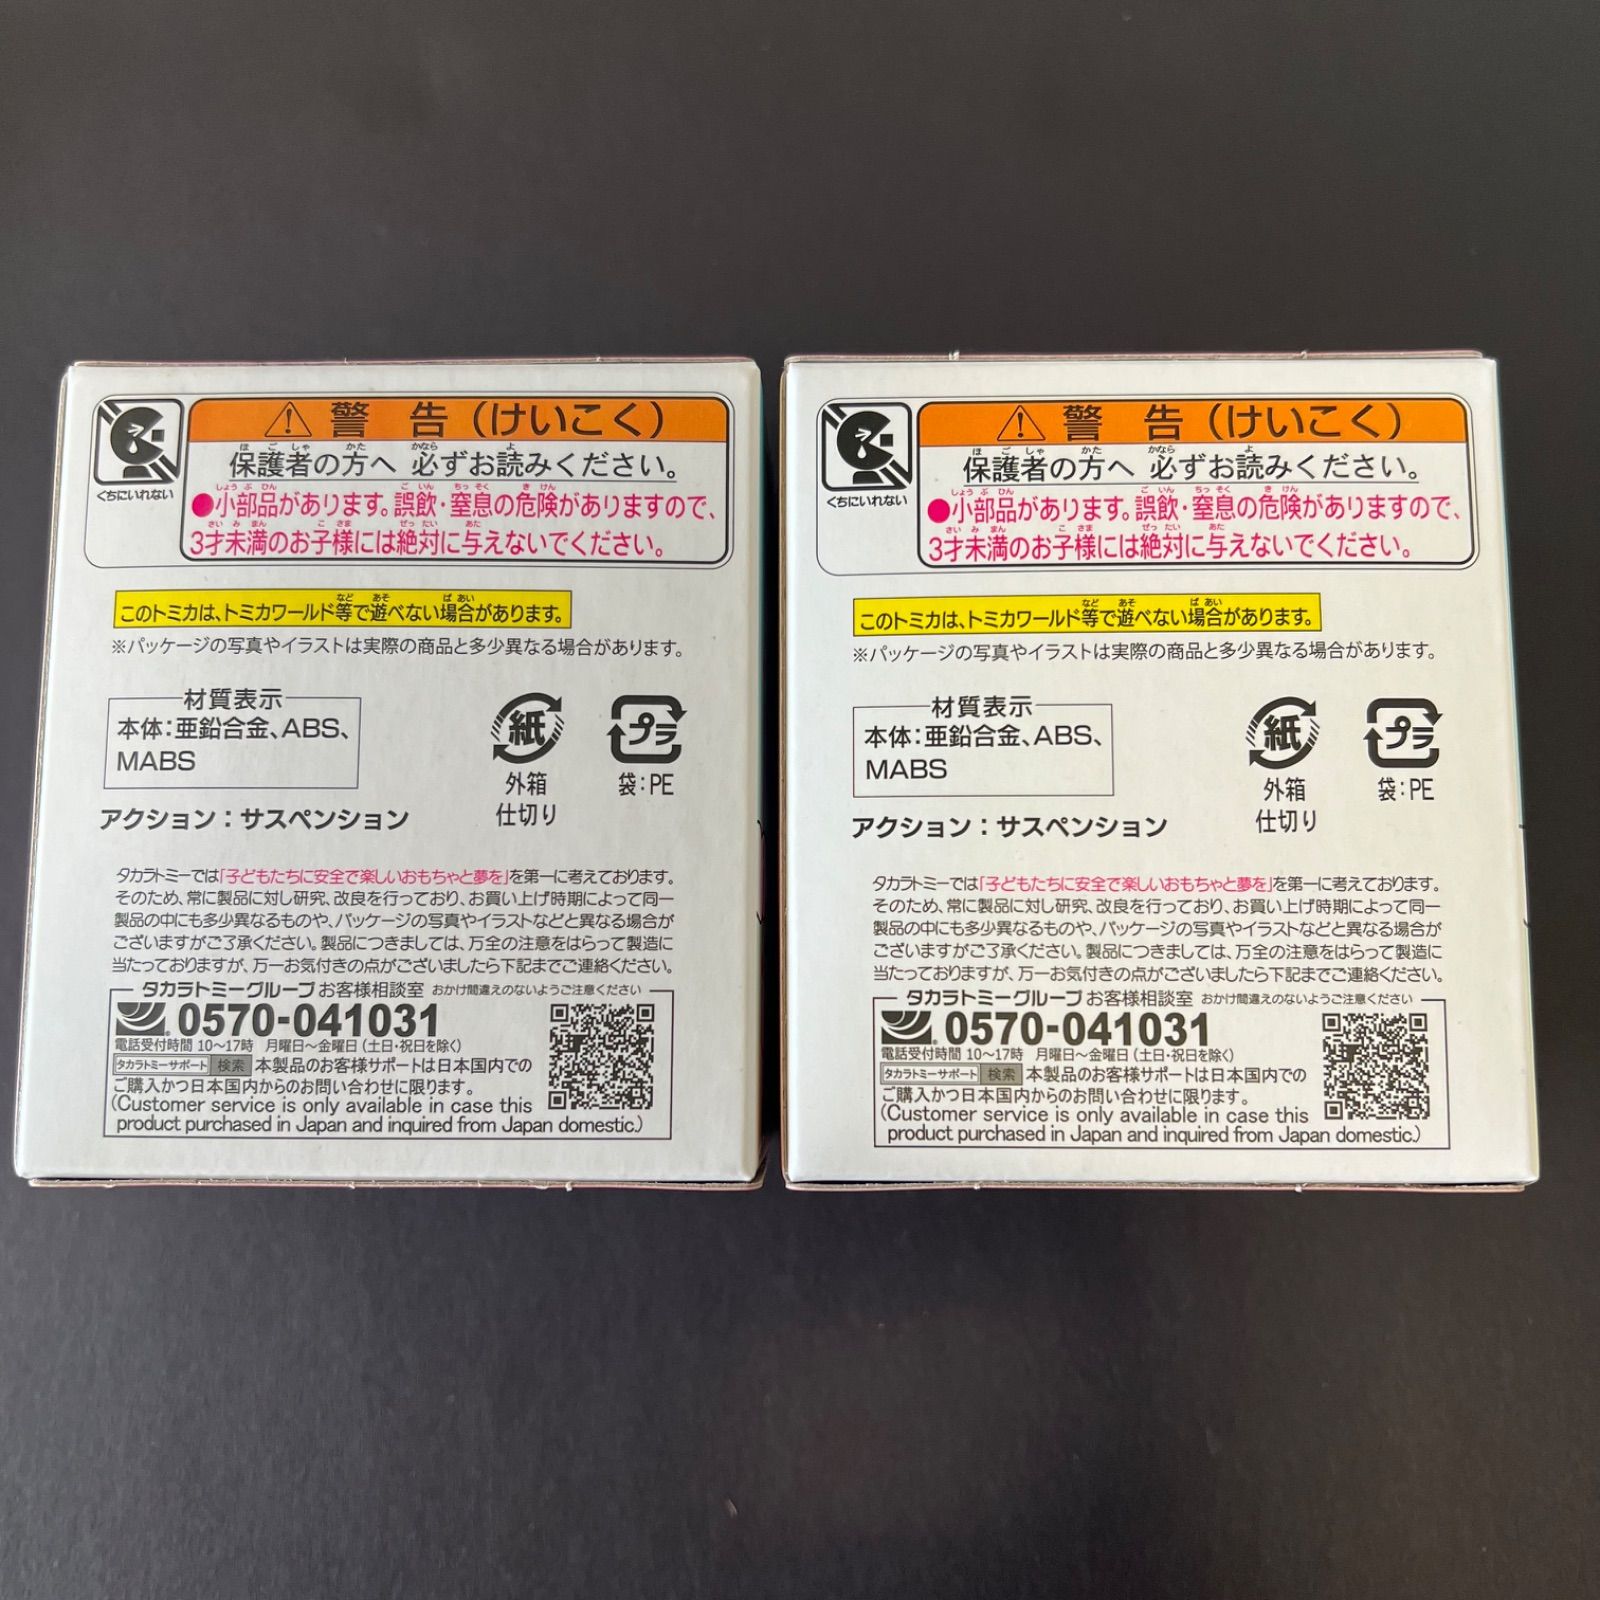 くちにいれない
警 告（けいこく）
保護者の方へ 必ずお読みください。
●小部品があります。誤飲・窒息の危険がありますので、
3才未満のお子様には絶対に与えないでください。
このトミカは、トミカワールド等で遊べない場合があります。
※パッケージの写真やイラストは実際の商品と多少異なる場合があります。
材質表示
本体：亜鉛合金、ABS、
MABS
紙
外箱
仕切り
プラ
袋：PE
アクション：サスペンション
タカラトミーでは「子どもたちに安全で楽しいおもちゃと夢を」を第一に考えております。
そのため、常に製品に対し研究、改良を行っており、お買い上げ時期によって同一
製品の中にも多少異なるものや、パッケージの写真やイラストなどと異なる場合が
ございますがご了承ください。製品につきましては、万全の注意をはらって製造に
当たっておりますが、万一お気付きの点がございましたら下記までご連絡ください。
タカラトミーグループ お客様相談室 おかけ間違えのないようご注意ください
0570-041031
電話受付時間 10〜17時 月曜日〜金曜日（土日・祝日を除く）
タカラトミーサポート 検索 本製品のお客様サポートは日本国内での
ご購入かつ日本国内からのお問い合わせに限ります。
(Customer service is only available in case this
product purchased in Japan and inquired from Japan domestic.)
くちにいれない
警 告（けいこく）
保護者の方へ 必ずお読みください。
●小部品があります。誤飲・窒息の危険がありますので、
3才未満のお子様には絶対に与えないでください。
このトミカは、トミカワールド等で遊べない場合があります。
※パッケージの写真やイラストは実際の商品と多少異なる場合があります。
材質表示
本体：亜鉛合金、ABS、
MABS
紙
外箱
仕切り
プラ
袋：PE
アクション：サスペンション
タカラトミーでは「子どもたちに安全で楽しいおもちゃと夢を」を第一に考えております。
そのため、常に製品に対し研究、改良を行っており、お買い上げ時期によって同一
製品の中にも多少異なるものや、パッケージの写真やイラストなどと異なる場合が
ございますがご了承ください。製品につきましては、万全の注意をはらって製造に
当たっておりますが、万一お気付きの点がございましたら下記までご連絡ください。
タカラトミーグループ お客様相談室 おかけ間違えのないようご注意ください
0570-041031
電話受付時間 10〜17時 月曜日〜金曜日（土日・祝日を除く）
タカラトミーサポート 検索 本製品のお客様サポートは日本国内での
ご購入かつ日本国内からのお問い合わせに限ります。
(Customer service is only available in case this
product purchased in Japan and inquired from Japan domestic.)